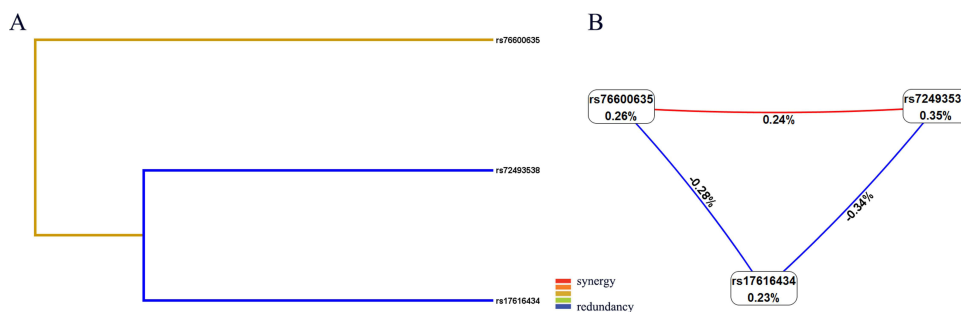 A
B
rs76600635
rs72493538
rs17616434
synergy
redundancy
rs76600635
0.26%
rs7249353
0.35%
0.24%
-0.28%
-0.34%
rs17616434
0.23%